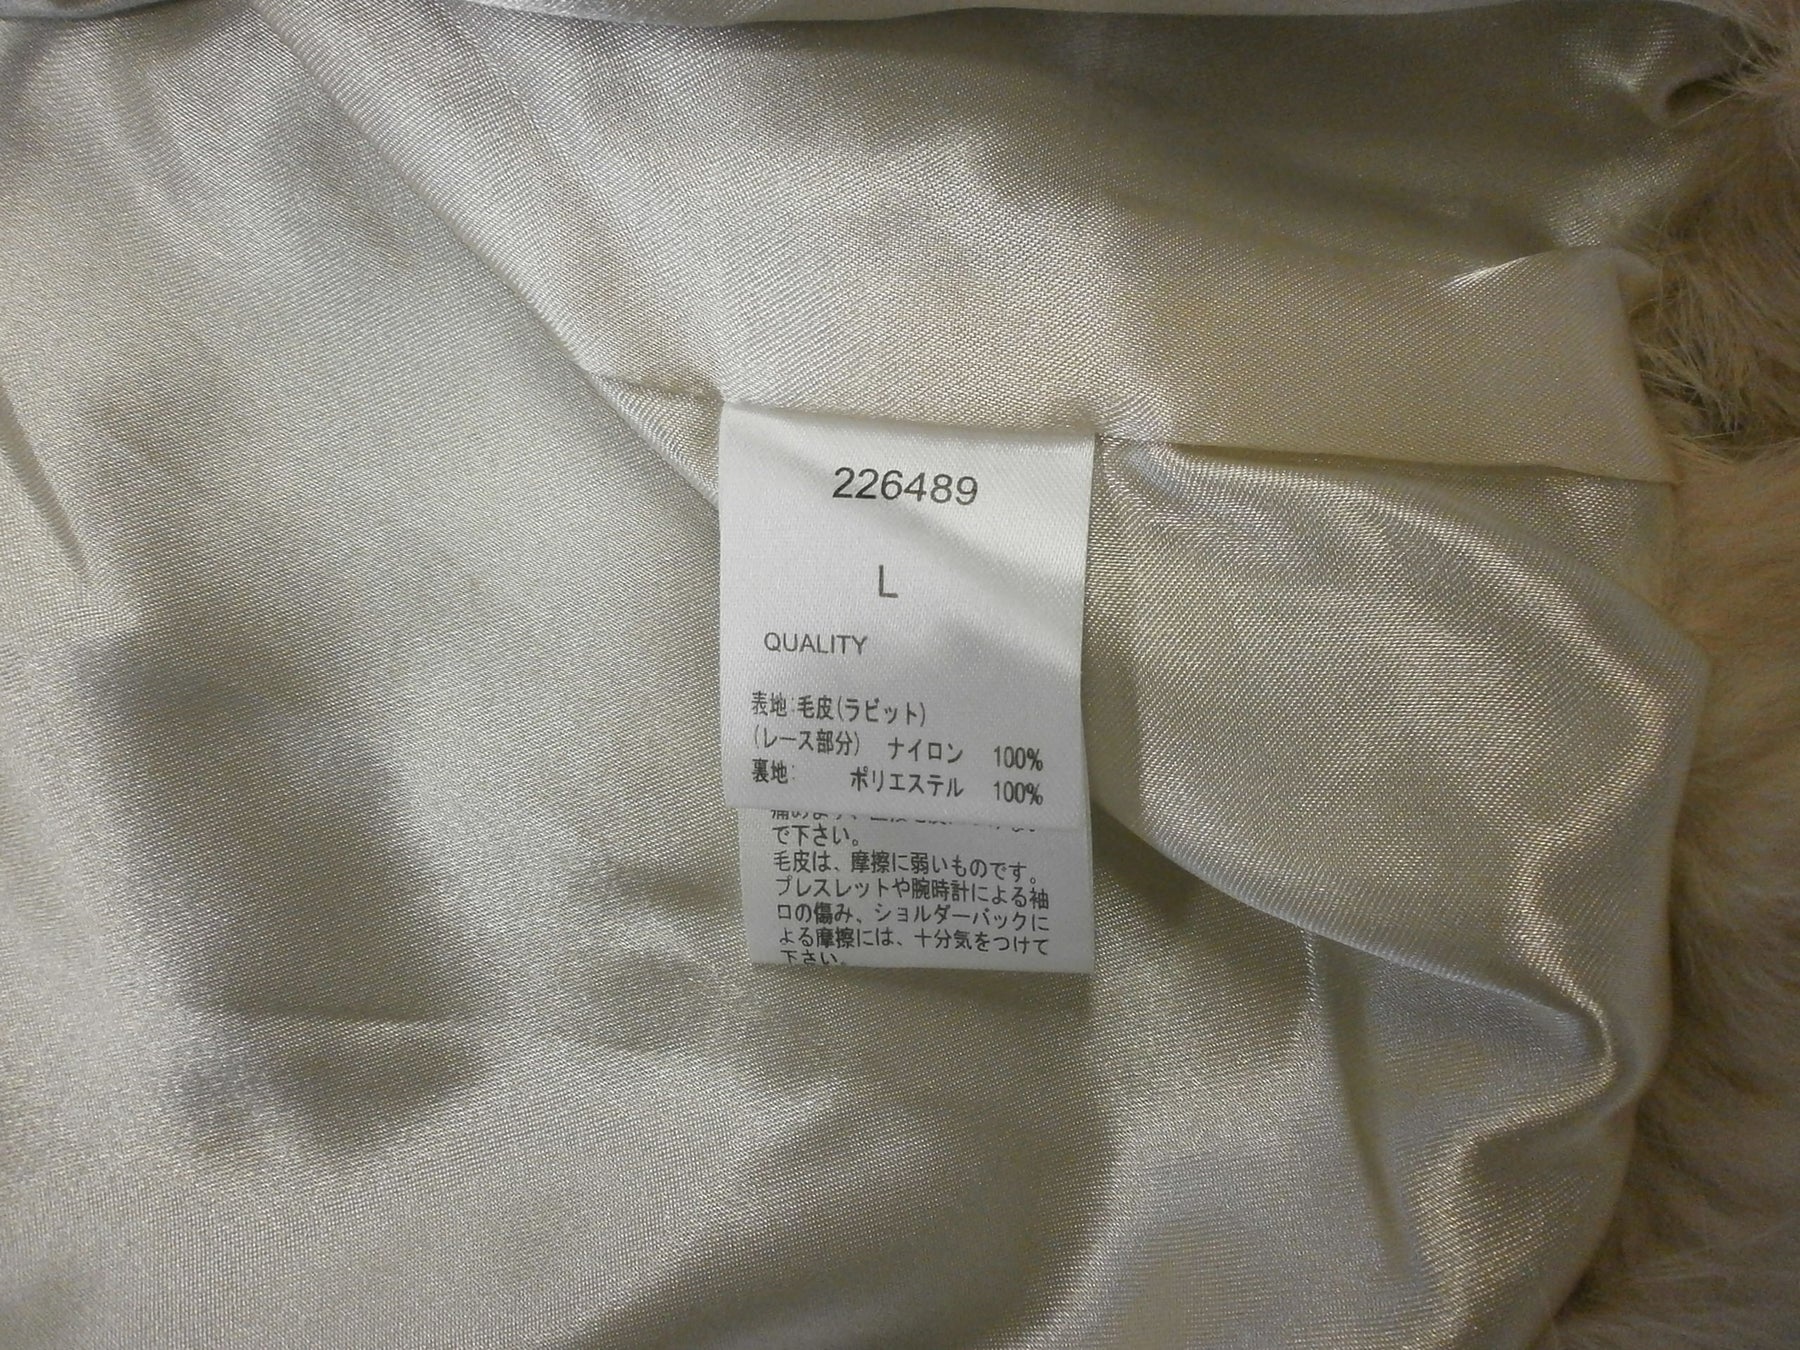 226489
L
QUALITY
表地:毛皮(ラビット)
(レース部分) ナイロン 100%
裏地: ポリエステル 100%
で下さい。
毛皮は、摩擦に弱いものです。
ブレスレットや腕時計による袖
口の傷み、ショルダーバックに
よる摩擦には、十分気をつけて
下さい。